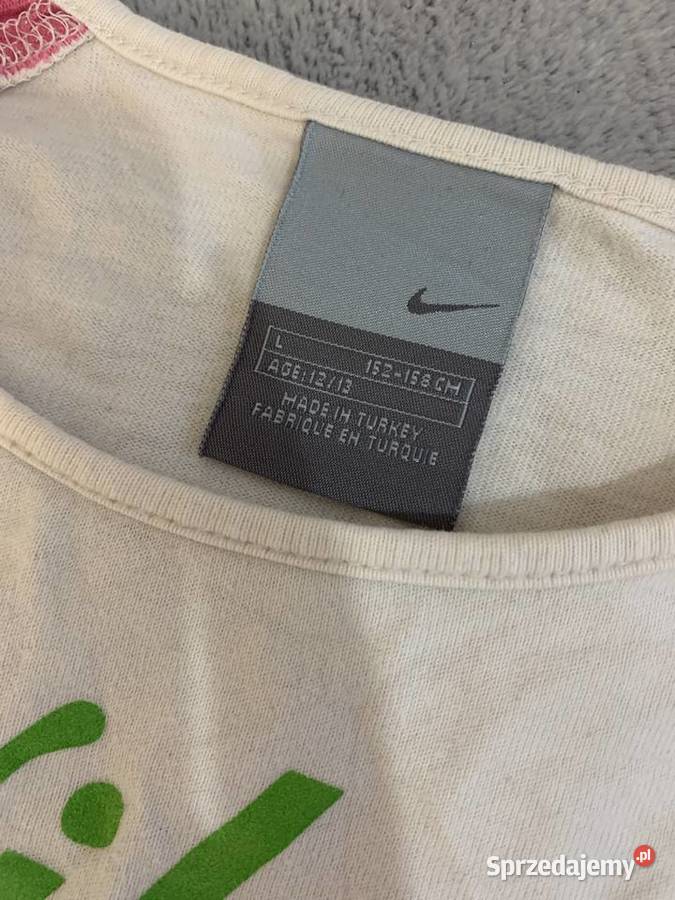 L 152-158 CM
AGE: 12/13
MADE IN TURKEY
FABRIQUE EN TURQUIE
Sprzedajemy.pl